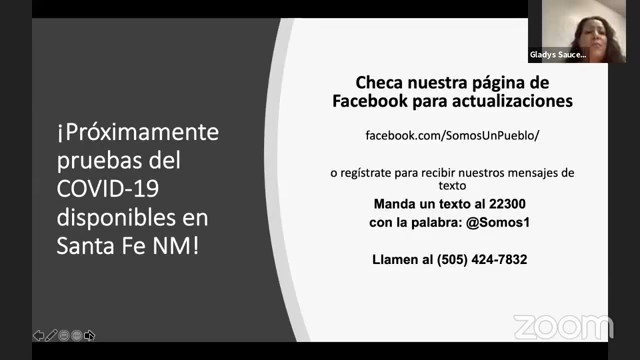 Gladys Sauce...
¡Próximamente
pruebas del
COVID-19
disponibles en
Santa Fe NM!
Checa nuestra página de
Facebook para actualizaciones
facebook.com/SomosUnPueblo/
o regístrate para recibir nuestros mensajes de
texto
Manda un texto al 22300
con la palabra: @Somos1
Llamen al (505) 424-7832
zoom